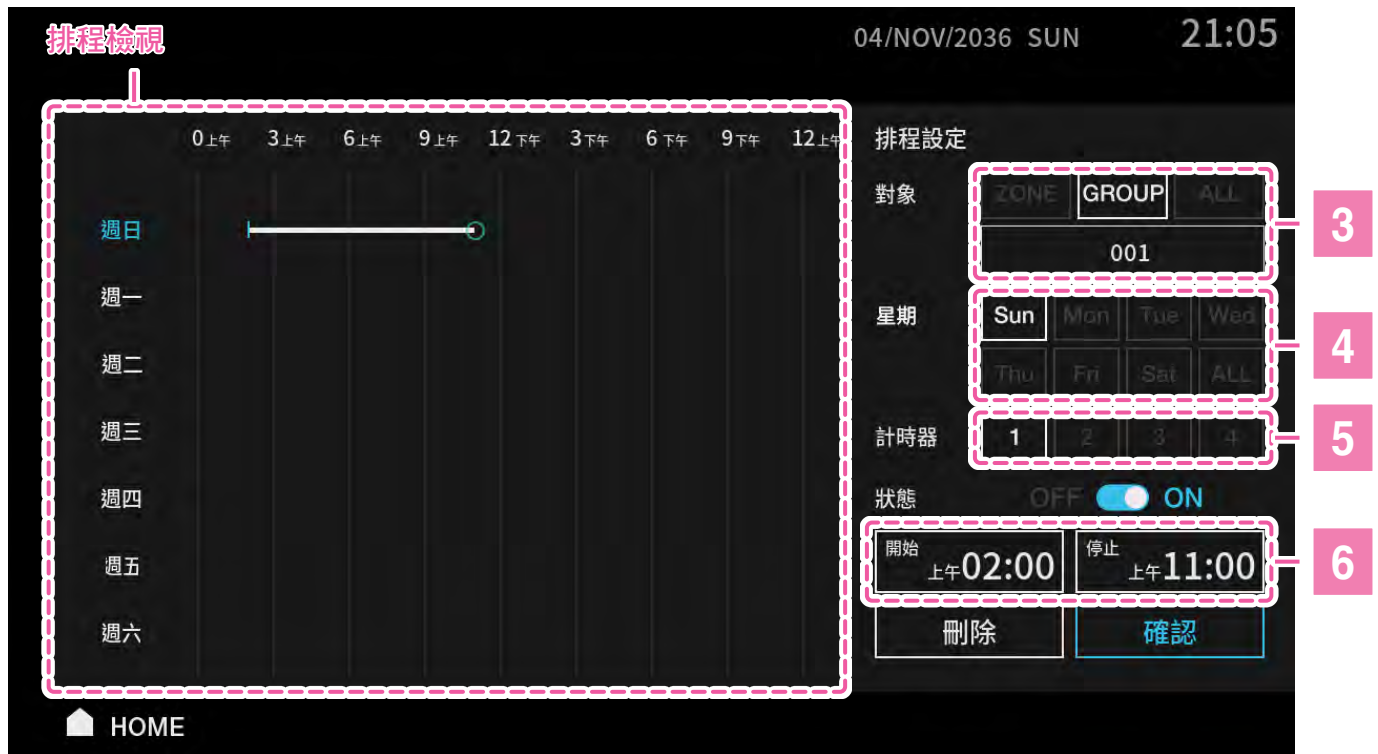 排程檢視
04/NOV/2036 SUN 21:05
0上午 3上午 6上午 9上午 12下午 3下午 6下午 9下午 12上午
週日
週一
週二
週三
週四
週五
週六
排程設定
對象 ZONE GROUP ALL
001
3
星期 Sun Mon Tue Wed
Thu Fri Sat ALL
4
計時器 1 2 3 4
5
狀態 OFF ON
開始 上午02:00 停止 上午11:00
6
刪除 確認
HOME